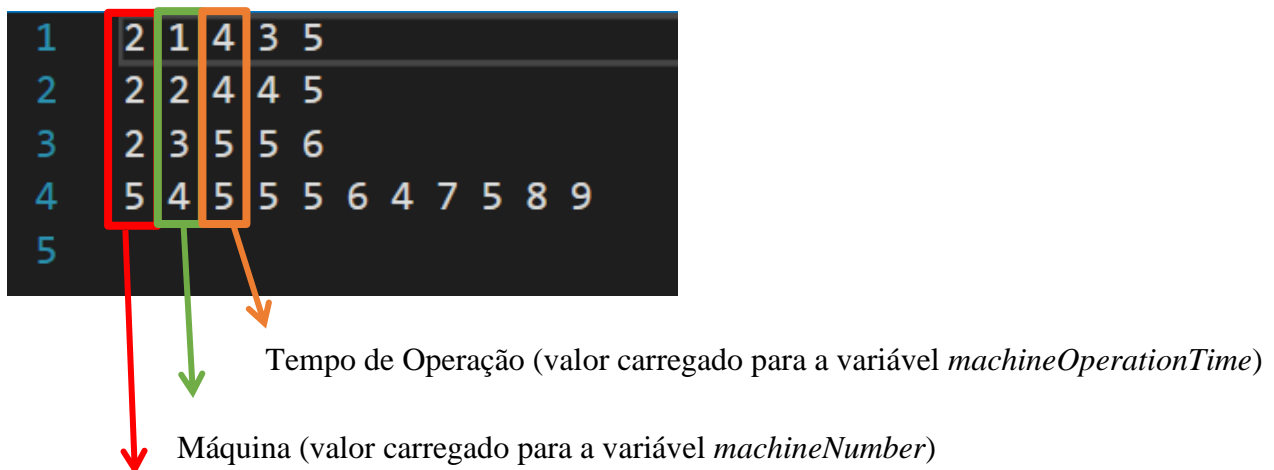 1 2 1 4 3 5
2 2 2 4 4 5
3 2 3 5 5 6
4 5 4 5 5 5 6 4 7 5 8 9
5
Tempo de Operação (valor carregado para a variável machineOperationTime)
Máquina (valor carregado para a variável machineNumber)